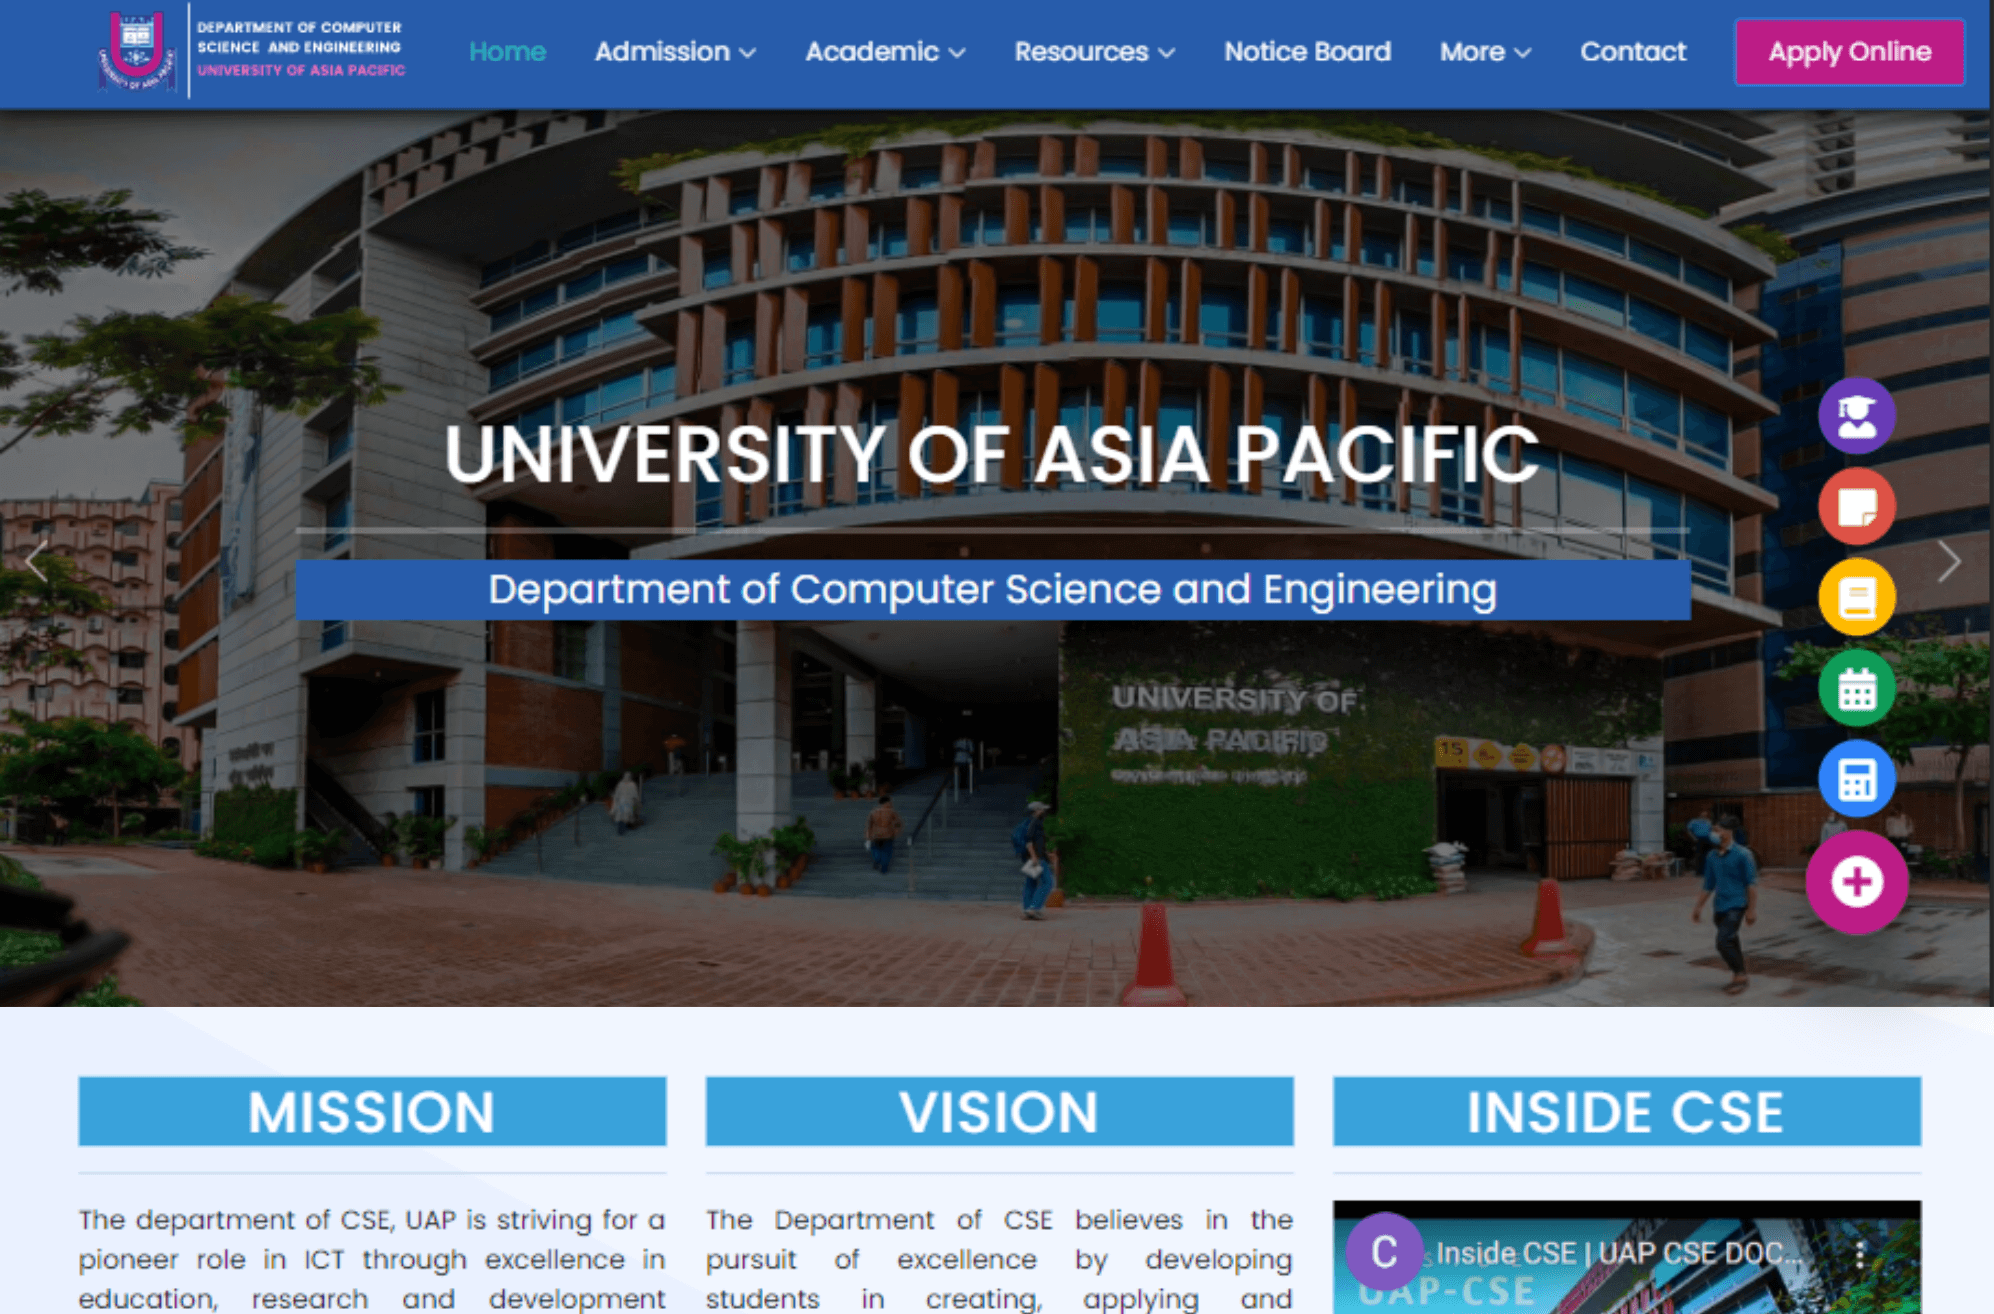 DEPARTMENT OF COMPUTER
SCIENCE AND ENGINEERING
UNIVERSITY OF ASIA PACIFIC
Home Admission Academic Resources Notice Board More Contact Apply Online
UNIVERSITY OF ASIA PACIFIC
Department of Computer Science and Engineering
UNIVERSITY OF
ASIA PACIFIC
15
MISSION
The department of CSE, UAP is striving for a
pioneer role in ICT through excellence in
education, research and development
VISION
The Department of CSE believes in the
pursuit of excellence by developing
students in creating, applying and
INSIDE CSE
C
Inside CSE | UAP CSE DOC...
UAP-CSE